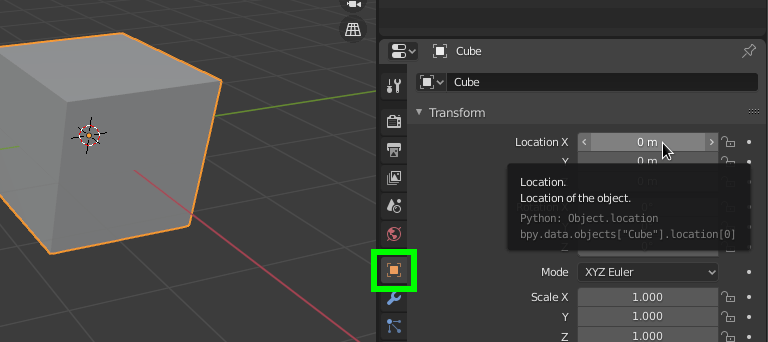 Cube
Cube
Transform
Location X 0 m
Y 0 m
Location.
Location of the object.
Python: Object.location
bpy.data.objects["Cube"].location[0]
Mode XYZ Euler
Scale X 1.000
Y 1.000
Z 1.000